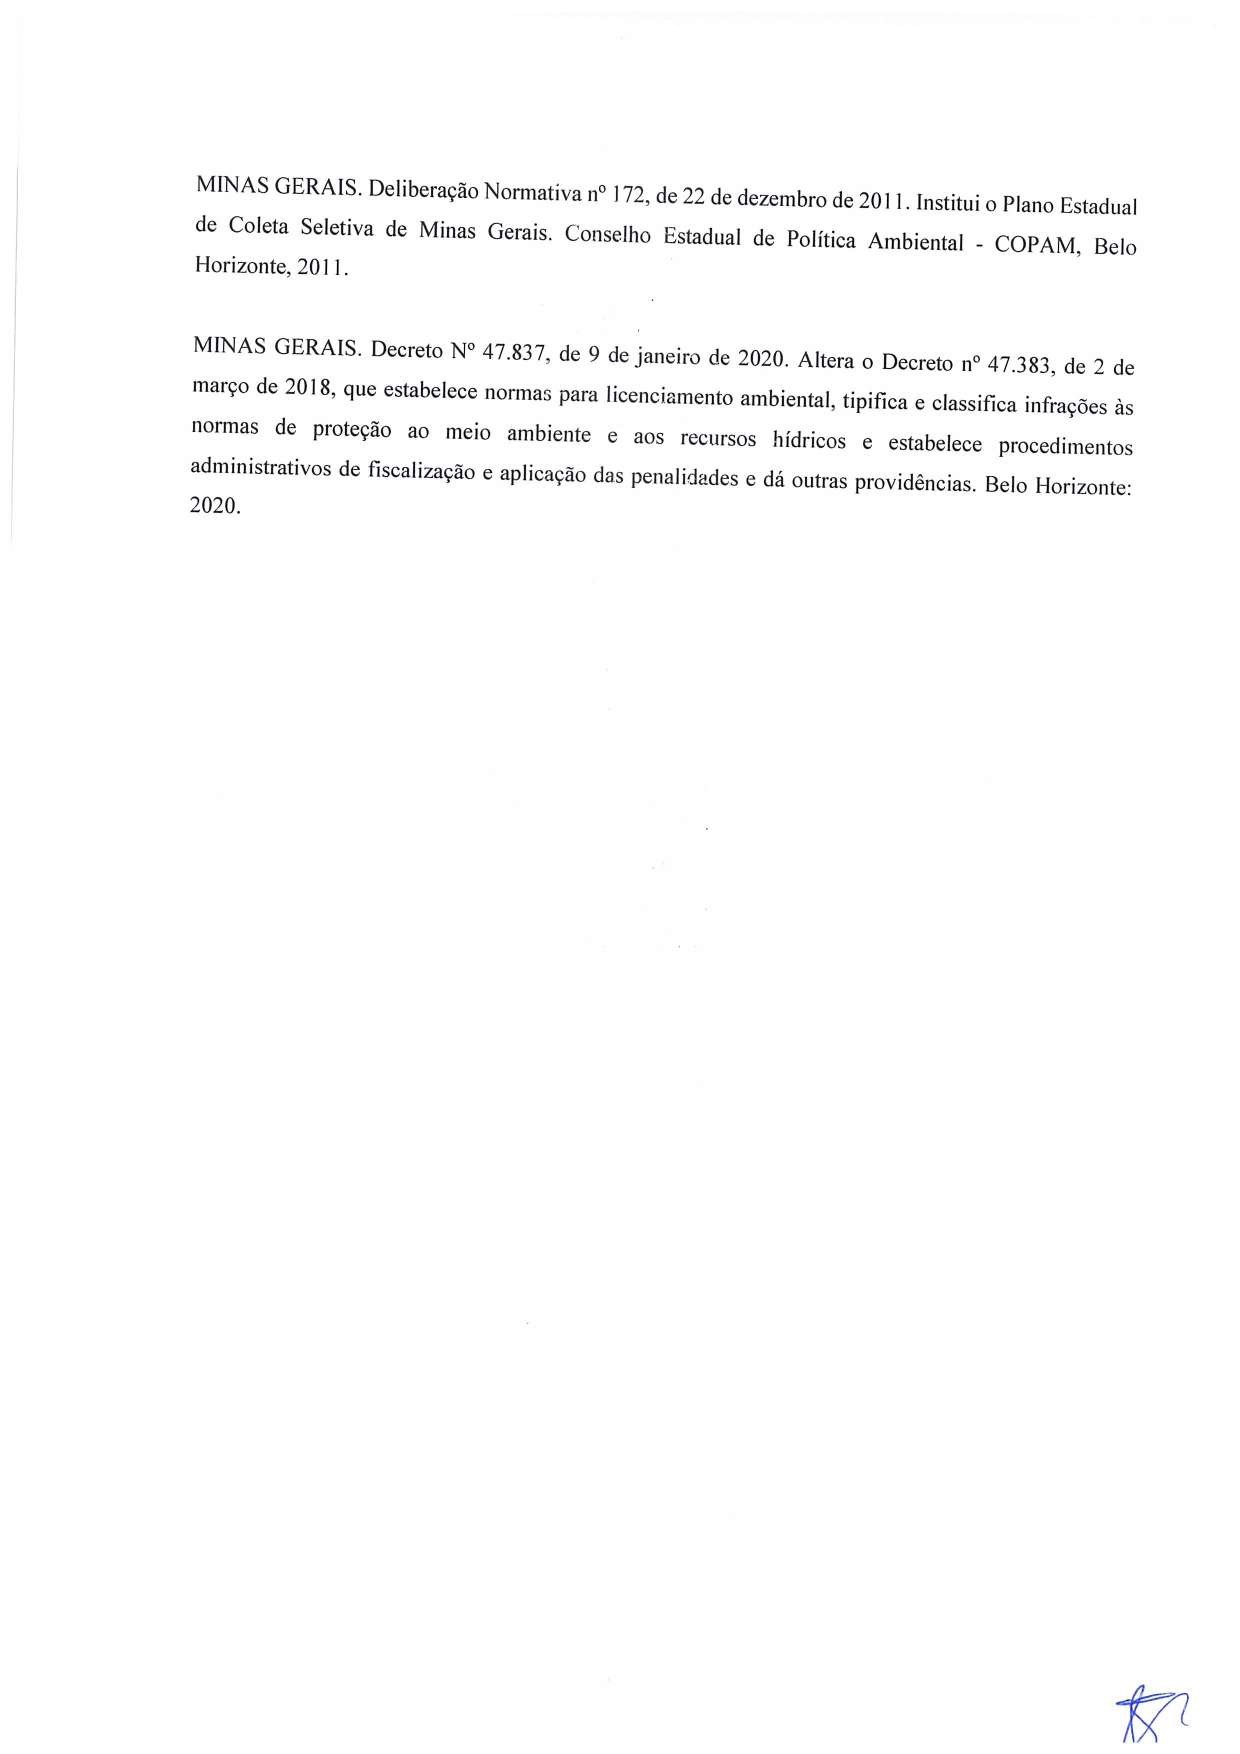 MINAS GERAIS. Deliberação Normativa nº 172, de 22 de dezembro de 2011. Institui o Plano Estadual
de Coleta Seletiva de Minas Gerais. Conselho Estadual de Política Ambiental - COPAM, Belo
Horizonte, 2011.
MINAS GERAIS. Decreto Nº 47.837, de 9 de janeiro de 2020. Altera o Decreto nº 47.383, de 2 de
março de 2018, que estabelece normas para licenciamento ambiental, tipifica e classifica infrações às
normas de proteção ao meio ambiente e aos recursos hídricos e estabelece procedimentos
administrativos de fiscalização e aplicação das penalidades e dá outras providências. Belo Horizonte:
2020.